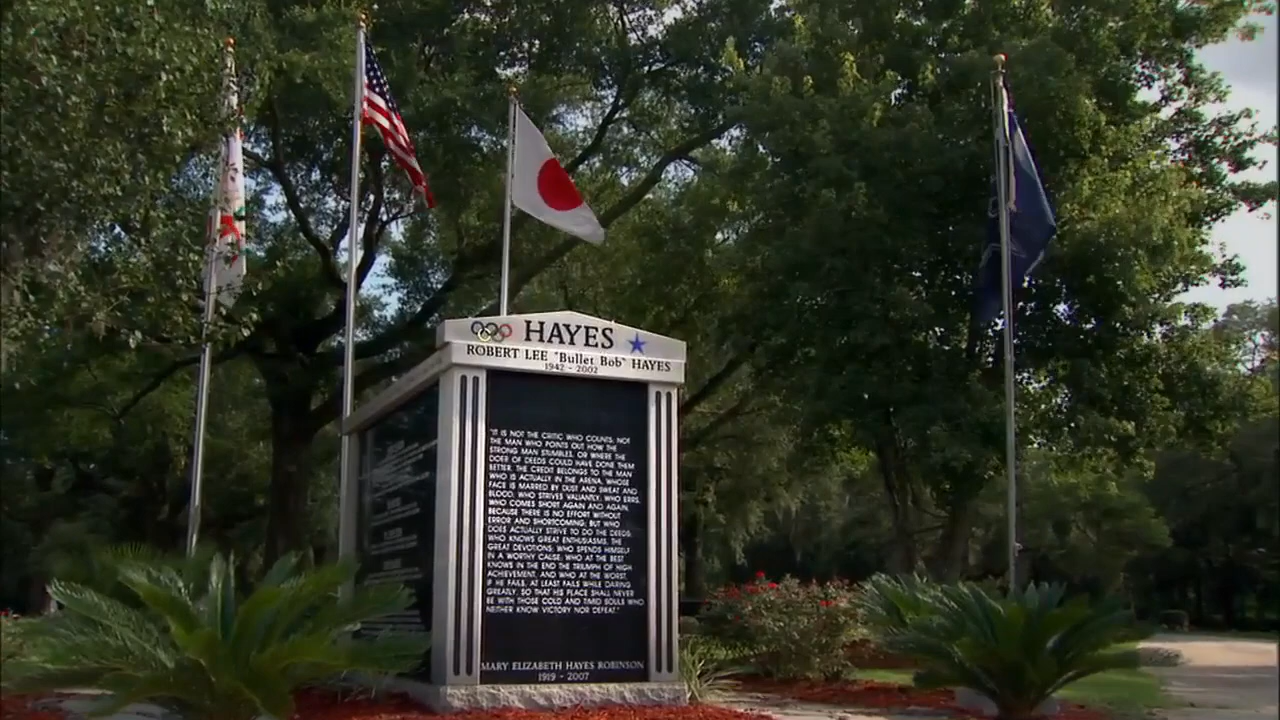 HAYES
ROBERT LEE "Bullet Bob" HAYES
1942 - 2002
"IT IS NOT THE CRITIC WHO COUNTS; NOT
THE MAN WHO POINTS OUT HOW THE
STRONG MAN STUMBLES, OR WHERE THE
DOER OF DEEDS COULD HAVE DONE THEM
BETTER. THE CREDIT BELONGS TO THE MAN
WHO IS ACTUALLY IN THE ARENA, WHOSE
FACE IS MARRED BY DUST AND SWEAT AND
BLOOD; WHO STRIVES VALIANTLY; WHO ERRS,
WHO COMES SHORT AGAIN AND AGAIN,
BECAUSE THERE IS NO EFFORT WITHOUT
ERROR AND SHORTCOMING; BUT WHO
DOES ACTUALLY STRIVE TO DO THE DEEDS;
WHO KNOWS GREAT ENTHUSIASMS, THE
GREAT DEVOTIONS; WHO SPENDS HIMSELF
IN A WORTHY CAUSE; WHO AT THE BEST
KNOWS IN THE END THE TRIUMPH OF HIGH
ACHIEVEMENT, AND WHO AT THE WORST,
IF HE FAILS, AT LEAST FAILS WHILE DARING
GREATLY, SO THAT HIS PLACE SHALL NEVER
BE WITH THOSE COLD AND TIMID SOULS WHO
NEITHER KNOW VICTORY NOR DEFEAT."
MARY ELIZABETH HAYES ROBINSON
1919 - 2007